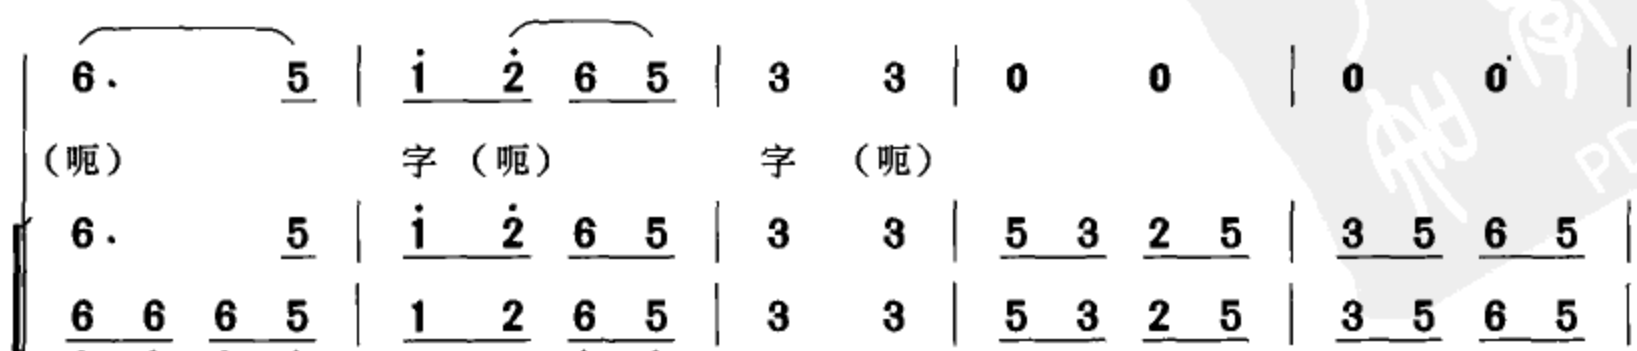 6. 5 | i 2̇ 6 5 | 3 3 | 0 0 | 0 0 |
(呃) 字 (呃) 字 (呃)
6. 5 | i 2̇ 6 5 | 3 3 | 5 3 2 5 | 3 5 6 5 |
6 6 6 5 | 1 2 6 5 | 3 3 | 5 3 2 5 | 3 5 6 5 |
PD